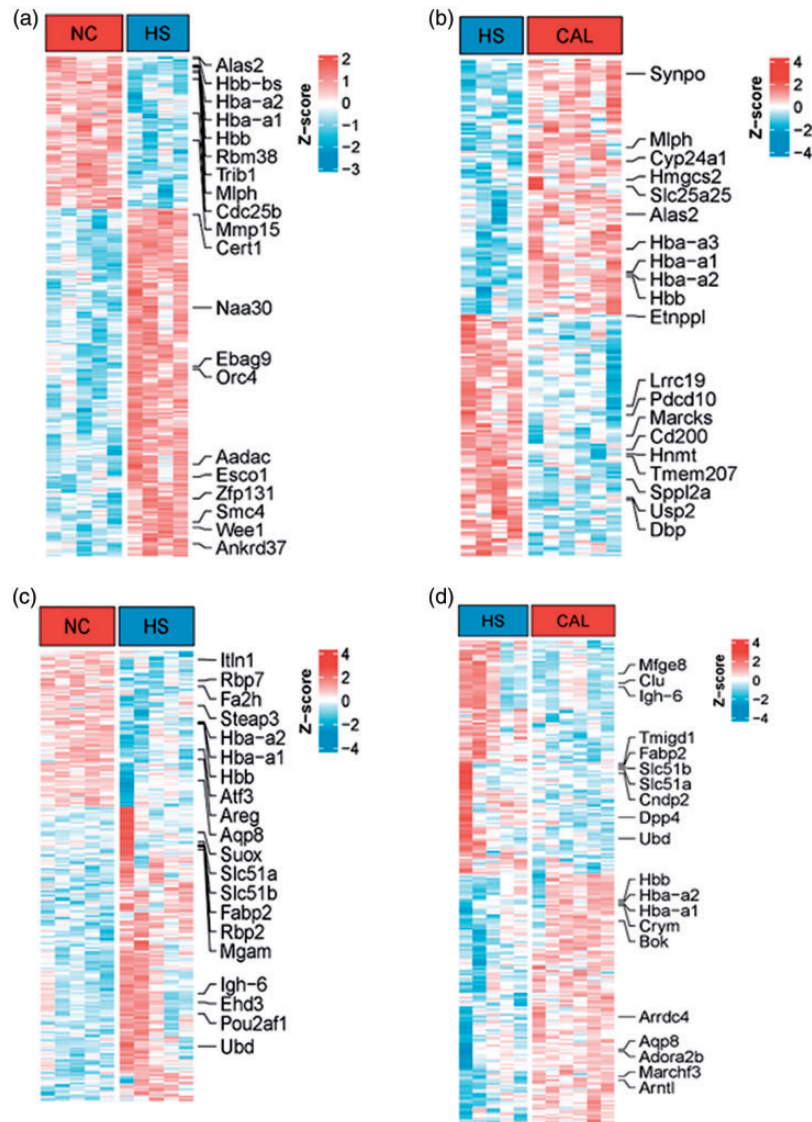 (a)
NC HS
Alas2
Hbb-bs
Hba-a2
Hba-a1
Hbb
Rbm38
Trib1
Mlph
Cdc25b
Mmp15
Cert1
Naa30
Ebag9
Orc4
Aadac
Esco1
Zfp131
Smc4
Wee1
Ankrd37
Z-score
2
1
0
−1
−2
−3
(b)
HS CAL
Synpo
Mlph
Cyp24a1
Hmgcs2
Slc25a25
Alas2
Hba-a3
Hba-a1
Hba-a2
Hbb
Etnppl
Lrrc19
Pdcd10
Marcks
Cd200
Hnmt
Tmem207
Sppl2a
Usp2
Dbp
Z-score
4
2
0
−2
−4
(c)
NC HS
Itln1
Rbp7
Fa2h
Steap3
Hba-a2
Hba-a1
Hbb
Atf3
Areg
Aqp8
Suox
Slc51a
Slc51b
Fabp2
Rbp2
Mgam
Igh-6
Ehd3
Pou2af1
Ubd
Z-score
4
2
0
−2
−4
(d)
HS CAL
Mfge8
Clu
Igh-6
Tmigd1
Fabp2
Slc51b
Slc51a
Cndp2
Dpp4
Ubd
Hbb
Hba-a2
Hba-a1
Crym
Bok
Arrdc4
Aqp8
Adora2b
Marchf3
Arntl
Z-score
4
2
0
−2
−4